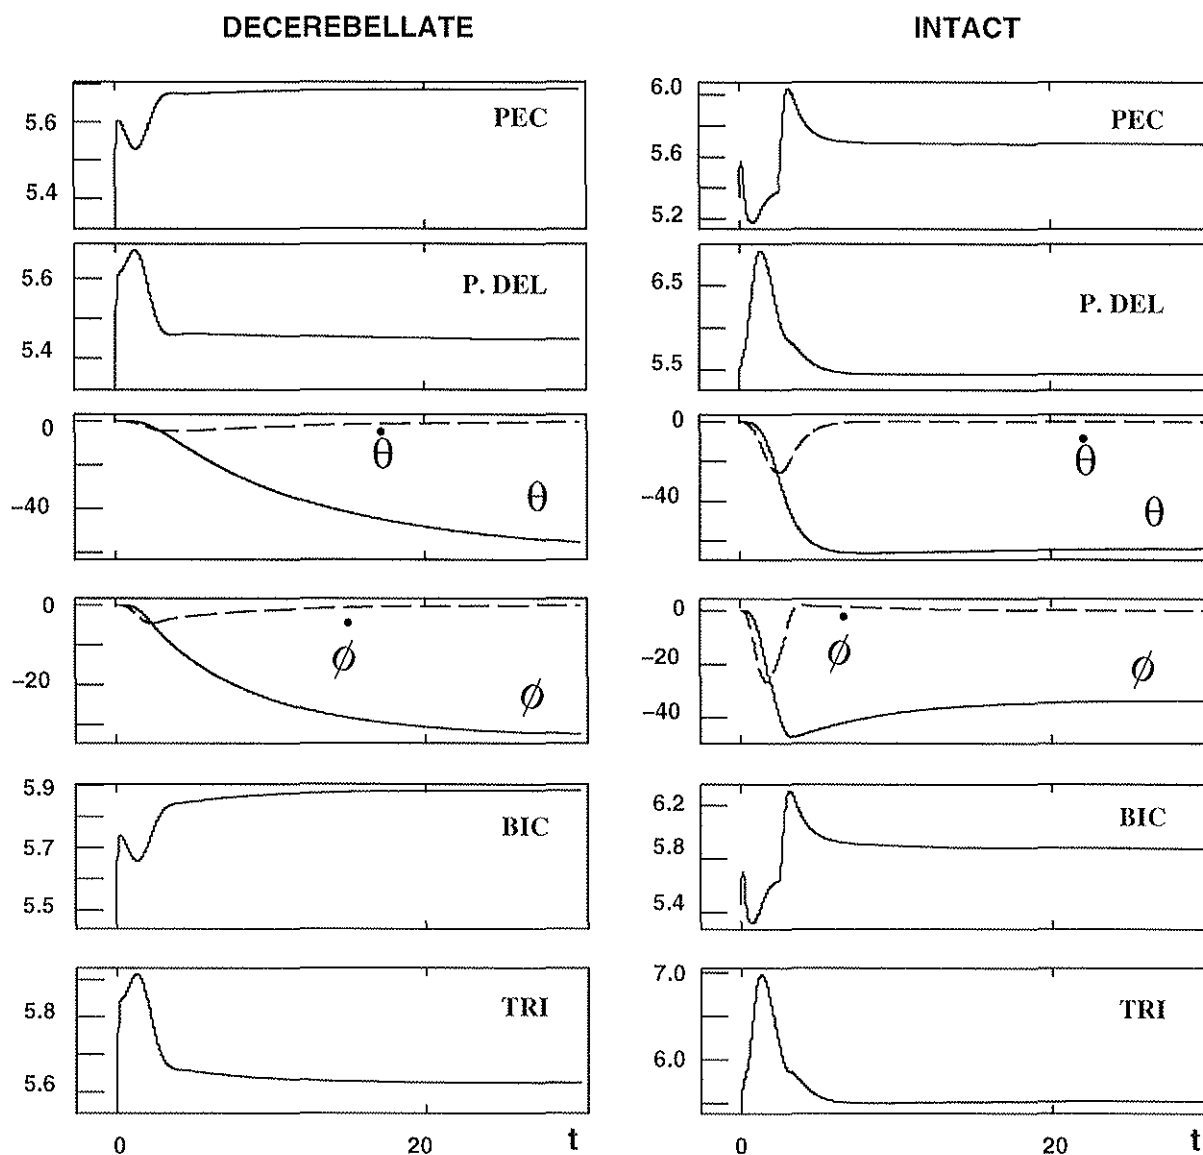 DECEREBELLATE INTACT
5.6
5.4
PEC
6.0
5.6
5.2
PEC
5.6
5.4
P. DEL
6.5
5.5
P. DEL
0
−40
θ̇
θ
0
−40
θ̇
θ
0
−20
ϕ̇
ϕ
0
−20
−40
ϕ̇
ϕ
5.9
5.7
5.5
BIC
6.2
5.8
5.4
BIC
5.8
5.6
TRI
7.0
6.0
TRI
0 20 t
0 20 t